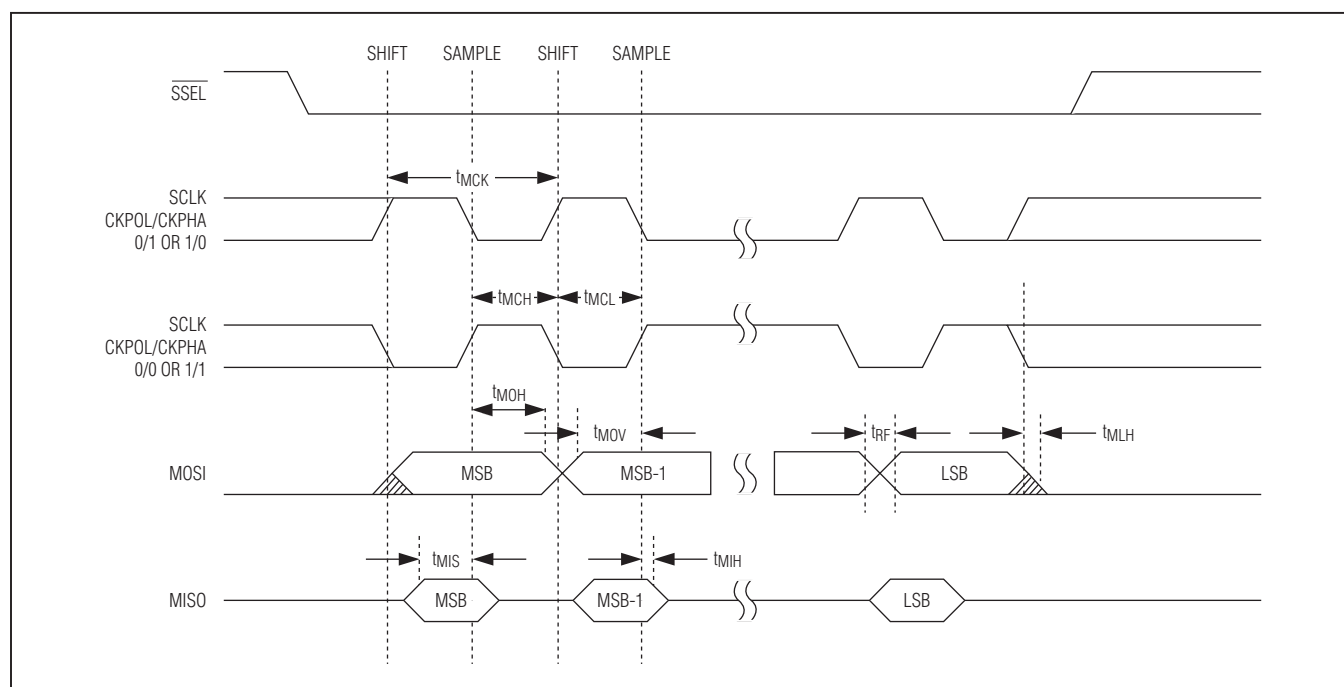 SHIFT SAMPLE SHIFT SAMPLE
SSEL
tMCK
SCLK
CKPOL/CKPHA
0/1 OR 1/0
tMCH tMCL
SCLK
CKPOL/CKPHA
0/0 OR 1/1
tMOH
tMOV tRF tMLH
MOSI MSB MSB-1 LSB
tMIS tMIH
MISO MSB MSB-1 LSB